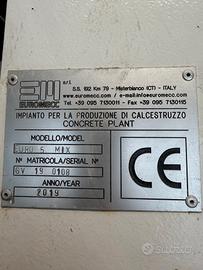 EM srl
EUROMECC
S.S. 192 Km 79 - Misterbianco (CT) - ITALY
http://www.euromecc.com / e-mail:info@euromecc.com
Tel +39 095 7130011 - Fax +39 095 7130115
IMPIANTO PER LA PRODUZIONE DI CALCESTRUZZO
CONCRETE PLANT
MODELLO/MODEL
EURO 5 MIX
N° MATRICOLA/SERIAL N°
6V 19 0108
ANNO/YEAR
2019
CE
subito